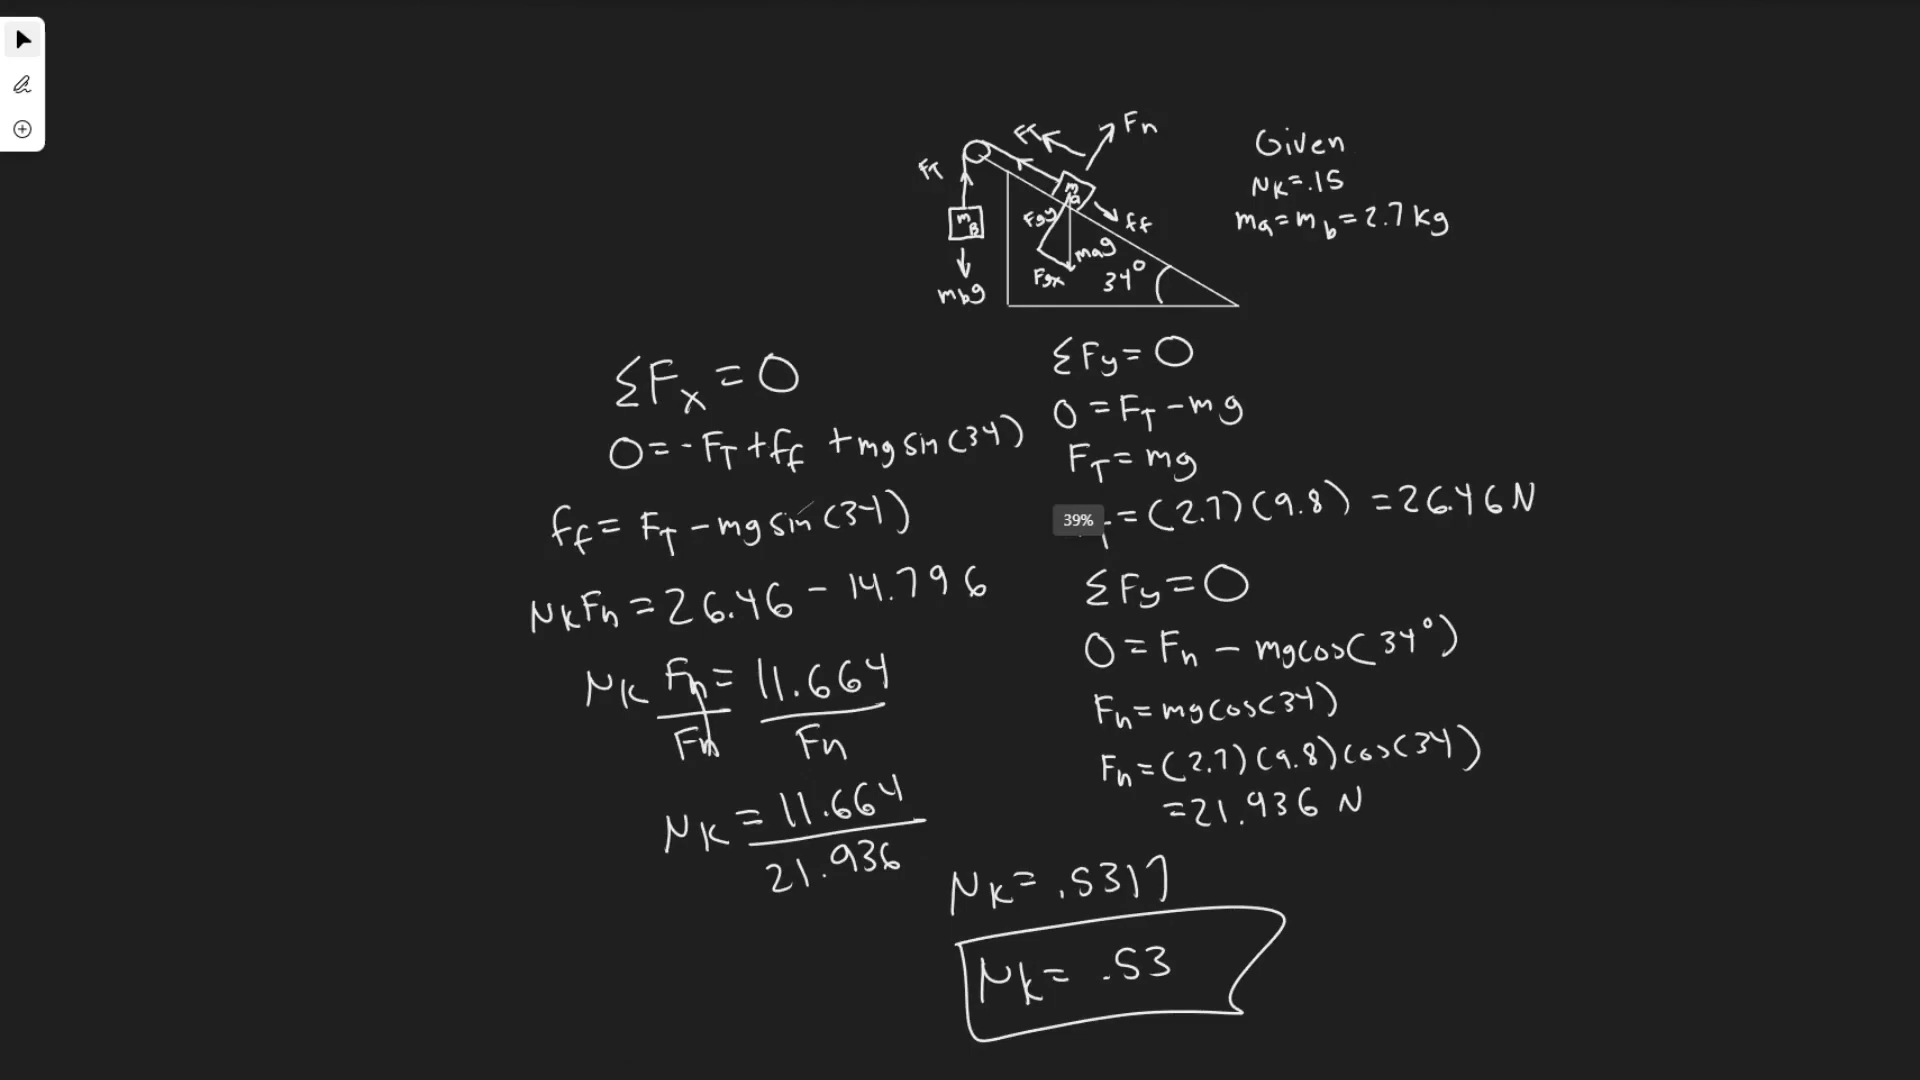 FT
Fn
FT
ma
mB
Fgy
ff
mag
Fgx
34°
mbg
Given
μk=.15
ma=mb=2.7kg
ΣFx=0
0=-FT+ff+mgsin(34)
ff=FT-mgsin(34)
μkFn=26.46-14.796
μk Fn=11.664
Fn Fn
μk=11.664
21.936
ΣFy=0
0=FT-mg
FT=mg
39%
=(2.7)(9.8)=26.46N
ΣFy=0
0=Fn-mgcos(34°)
Fn=mgcos(34)
Fn=(2.7)(9.8)cos(34)
=21.936 N
μk=.5317
μk=.53